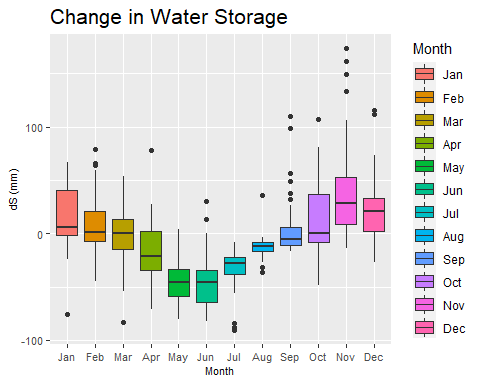 Change in Water Storage
dS (mm)
100
0
-100
Jan Feb Mar Apr May Jun Jul Aug Sep Oct Nov Dec
Month
Month
Jan
Feb
Mar
Apr
May
Jun
Jul
Aug
Sep
Oct
Nov
Dec